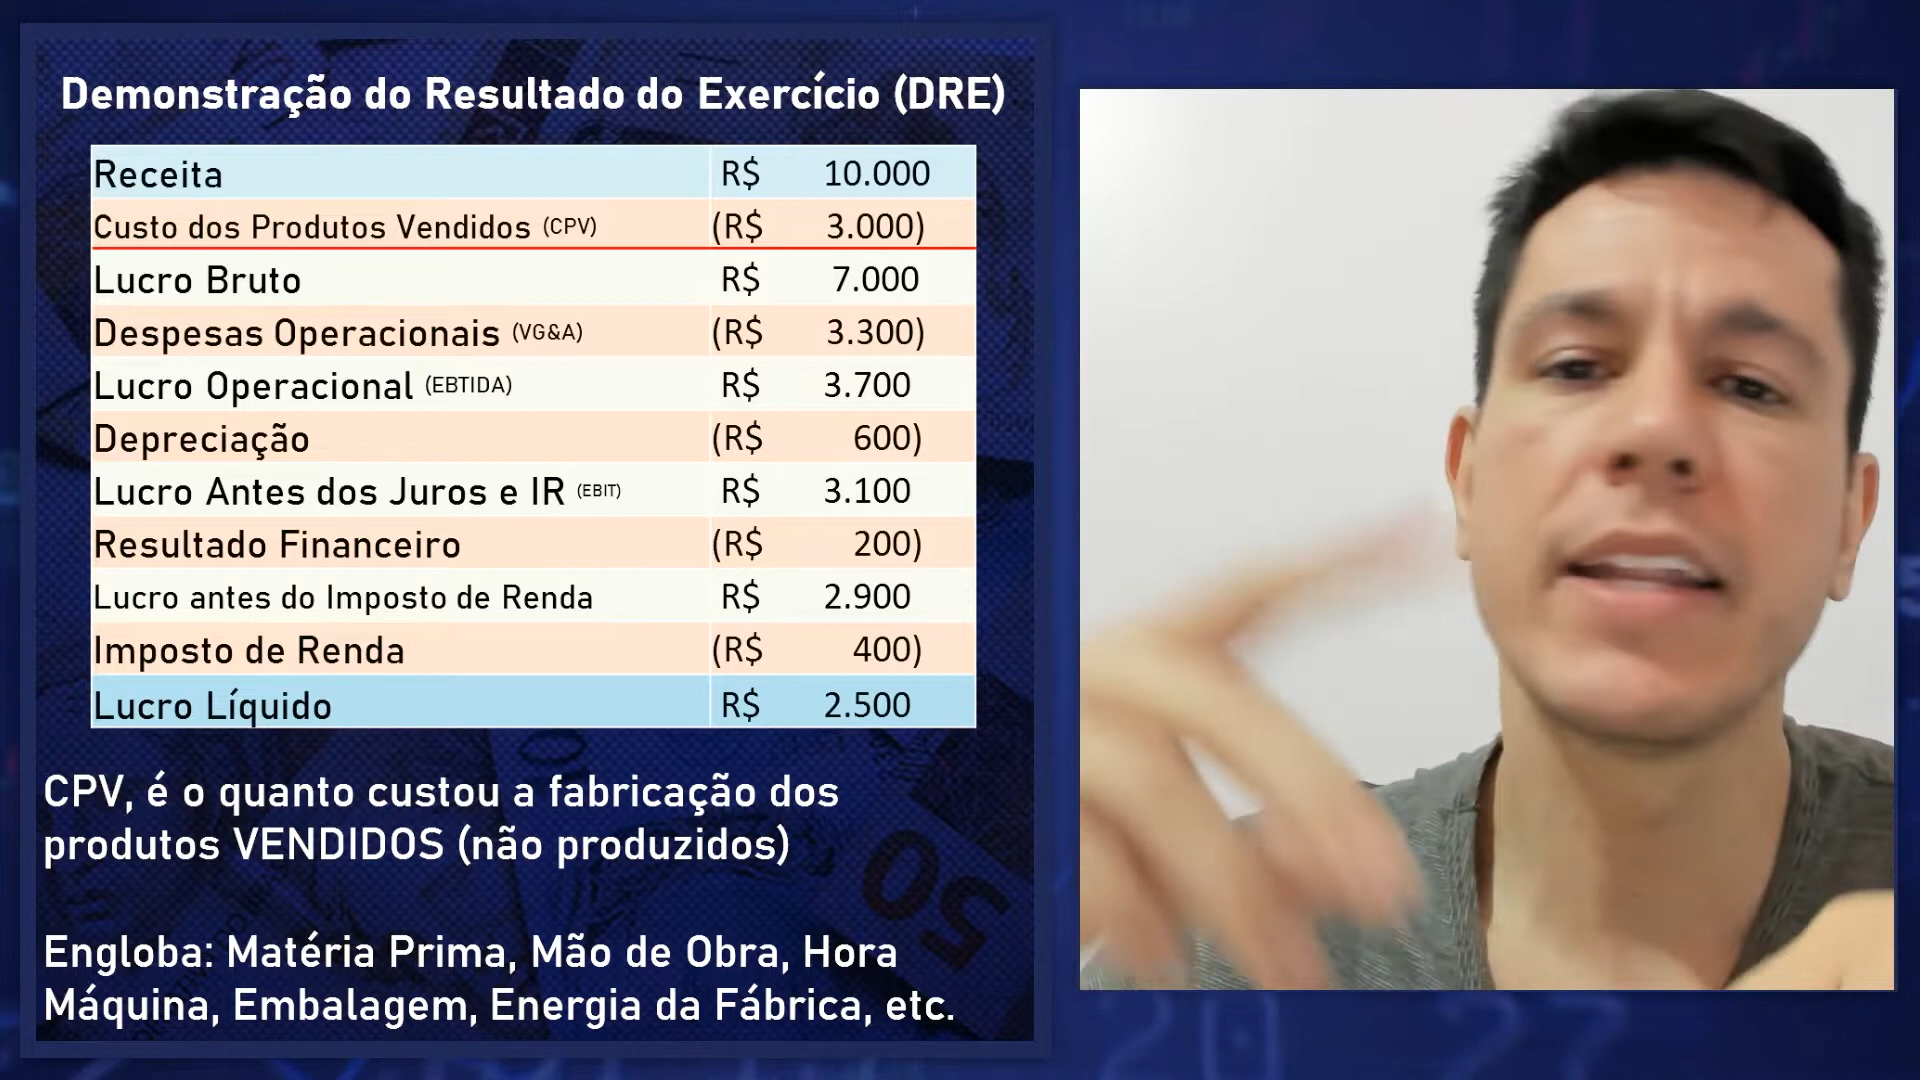 Demonstração do Resultado do Exercício (DRE)
Receita R$ 10.000
Custo dos Produtos Vendidos (CPV) (R$ 3.000)
Lucro Bruto R$ 7.000
Despesas Operacionais (VG&A) (R$ 3.300)
Lucro Operacional (EBTIDA) R$ 3.700
Depreciação (R$ 600)
Lucro Antes dos Juros e IR (EBIT) R$ 3.100
Resultado Financeiro (R$ 200)
Lucro antes do Imposto de Renda R$ 2.900
Imposto de Renda (R$ 400)
Lucro Líquido R$ 2.500
CPV, é o quanto custou a fabricação dos
produtos VENDIDOS (não produzidos)
Engloba: Matéria Prima, Mão de Obra, Hora
Máquina, Embalagem, Energia da Fábrica, etc.
50